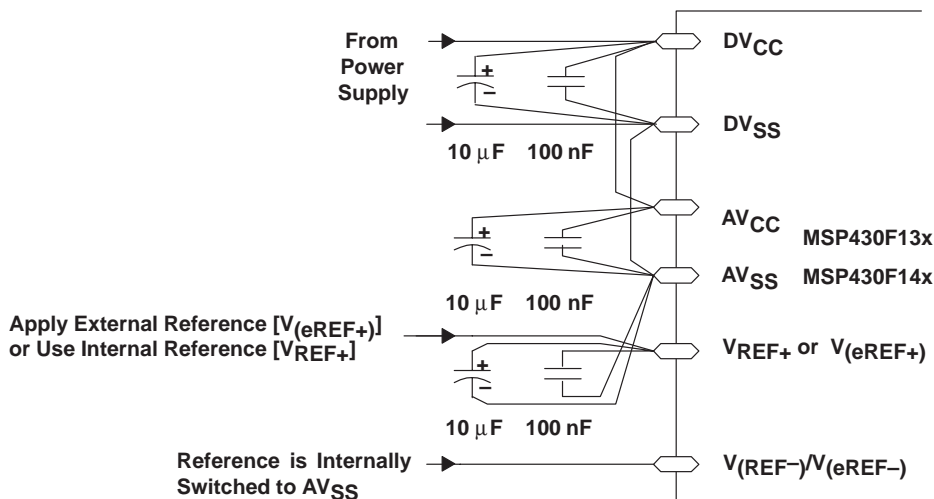 From
Power
Supply
DVCC
+
−
DVSS
10 μF 100 nF
AVCC
MSP430F13x
+
−
AVSS
MSP430F14x
10 μF 100 nF
Apply External Reference [V(eREF+)]
or Use Internal Reference [VREF+]
VREF+ or V(eREF+)
+
−
10 μF 100 nF
Reference is Internally
Switched to AVSS
V(REF−)/V(eREF−)